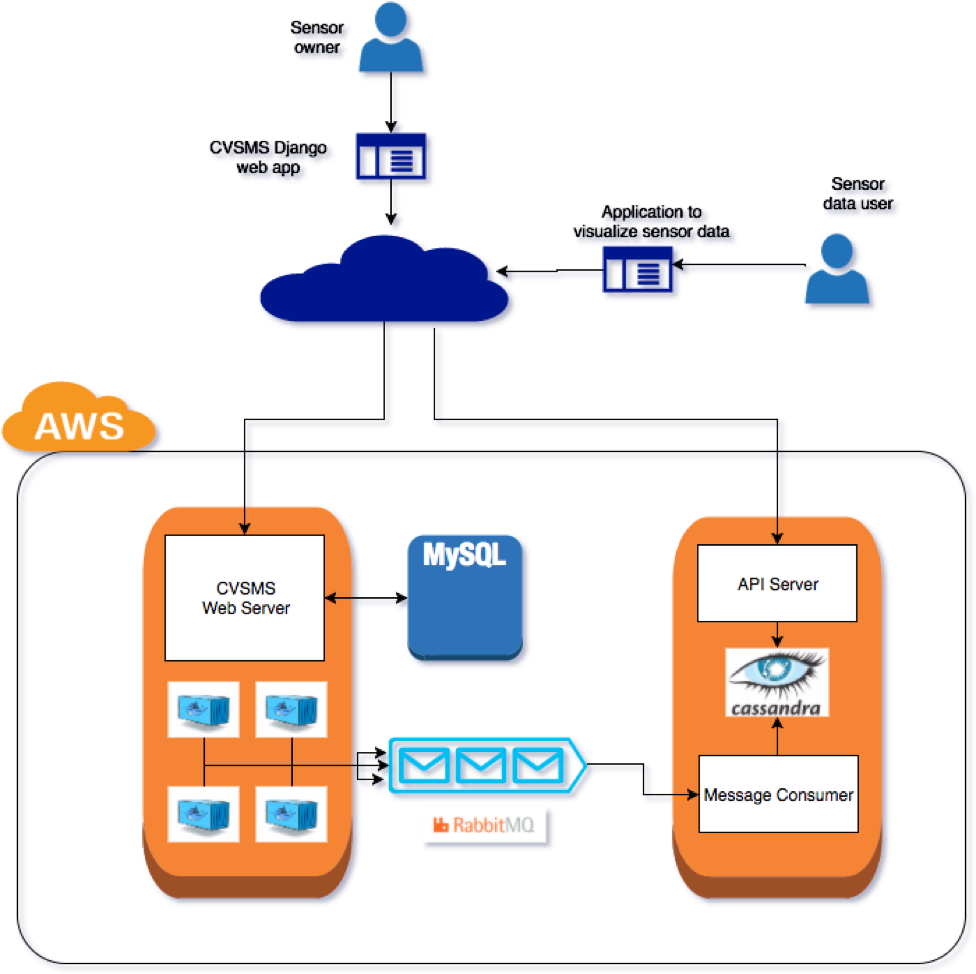 Sensor
owner
CVSMS Django
web app
Sensor
data user
Application to
visualize sensor data
AWS
CVSMS
Web Server
MySQL
API Server
cassandra
Message Consumer
RabbitMQ